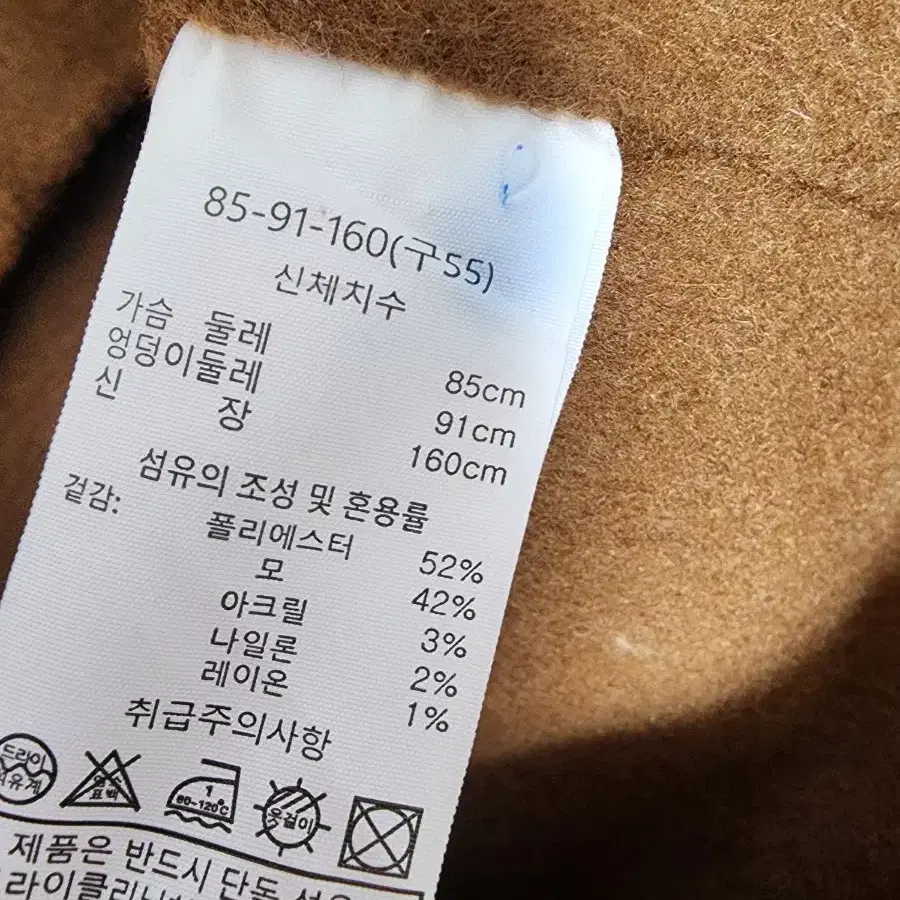 85-91-160(구55)
신체치수
가슴 둘레 85cm
엉덩이둘레 91cm
신 장 160cm
섬유의 조성 및 혼용률
겉감:
폴리에스터 52%
모 42%
아크릴 3%
나일론 2%
레이온 1%
취급주의사항
드라이
석유계
표백
1
80~120℃
옷걸이
제품은 반드시 단독